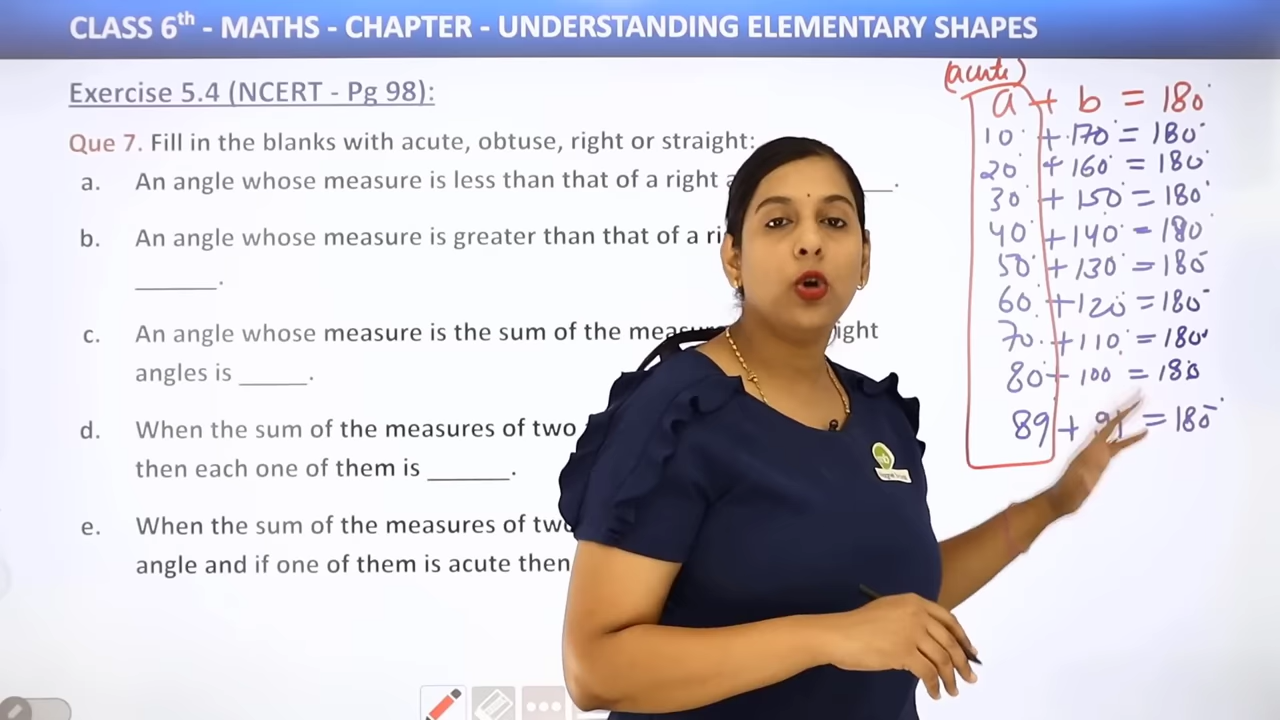 CLASS 6th - MATHS - CHAPTER - UNDERSTANDING ELEMENTARY SHAPES
Exercise 5.4 (NCERT - Pg 98):
Que 7. Fill in the blanks with acute, obtuse, right or straight:
a. An angle whose measure is less than that of a right ____.
b. An angle whose measure is greater than that of a
______.
c. An angle whose measure is the sum of the
angles is _____.
d. When the sum of the measures of two
then each one of them is ______.
e. When the sum of the measures of
angle and if one of them is acute then
(acute)
a + b = 180°
10° + 170° = 180°
20° + 160° = 180°
30° + 150° = 180°
40° + 140° = 180
50° + 130° = 180°
60° + 120° = 180°
70° + 110° = 180°
80 + 100 = 180
89 + 91 = 180°